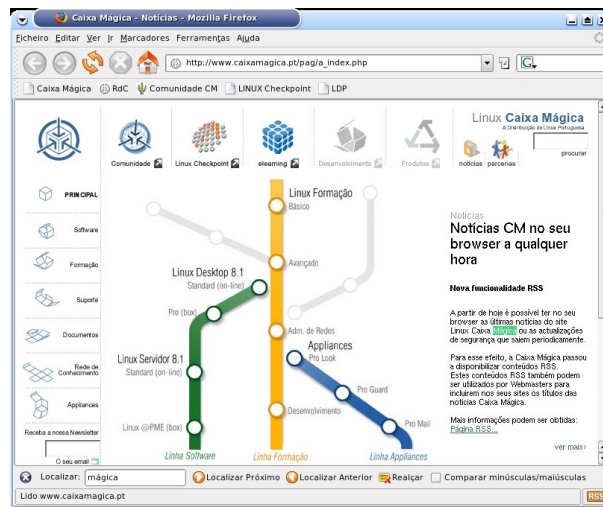 Caixa Mágica - Notícias - Mozilla Firefox
Ficheiro Editar Ver Ir Marcadores Ferramentas Ajuda
http://www.caixamagica.pt/pag/a_index.php
G
Caixa Mágica RdC Comunidade CM LINUX Checkpoint LDP
Linux Caixa Mágica
A Distribuição de Linux Portuguesa
Comunidade Linux Checkpoint elearning Desenvolvimento Produtos
notícias parcerias
procurar
PRINCIPAL
Software
Formação
Suporte
Documentos
Rede de
Conhecimento
Appliances
Receba a nossa Newsletter
O seu email
Linux Formação
Básico
Avançado
Linux Desktop 8.1
Standard (on-line)
Pro (box)
Adm. de Redes
Appliances
Pro Look
Linux Servidor 8.1
Standard (on-line)
Pro Guard
Desenvolvimento
Linux @PME (box)
Pro Mail
Linha Software
Linha Formação
Linha Appliances
Notícias
Notícias CM no seu
browser a qualquer
hora
Nova funcionalidade RSS
A partir de hoje é possível ter no seu
browser as últimas notícias do site
Linux Caixa Mágica ou as actualizações
de segurança que saiem periodicamente.
Para esse efeito, a Caixa Mágica passou
a disponibilizar conteúdos RSS.
Estes conteúdos RSS também podem
ser utilizados por Webmasters para
incluirem nos seus sites os títulos das
notícias Caixa Mágica.
Mais informações podem ser obtidas:
Página RSS...
ver mais›
Localizar: mágica Localizar Próximo Localizar Anterior Realçar Comparar minúsculas/maiúsculas
Lido www.caixamagica.pt
RSS